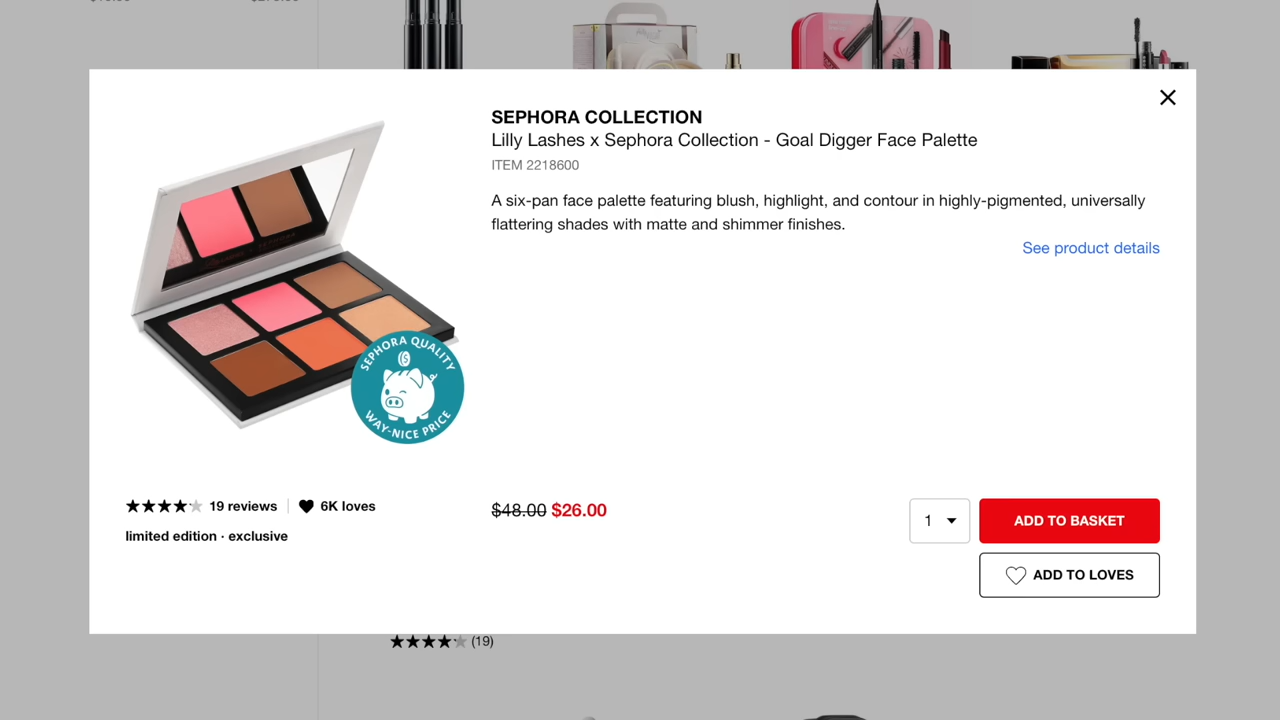 SEPHORA COLLECTION
Lilly Lashes x Sephora Collection - Goal Digger Face Palette
ITEM 2218600
A six-pan face palette featuring blush, highlight, and contour in highly-pigmented, universally
flattering shades with matte and shimmer finishes.
See product details
SEPHORA QUALITY
WAY-NICE PRICE
19 reviews
6K loves
limited edition · exclusive
$48.00 $26.00
1
ADD TO BASKET
ADD TO LOVES
(19)